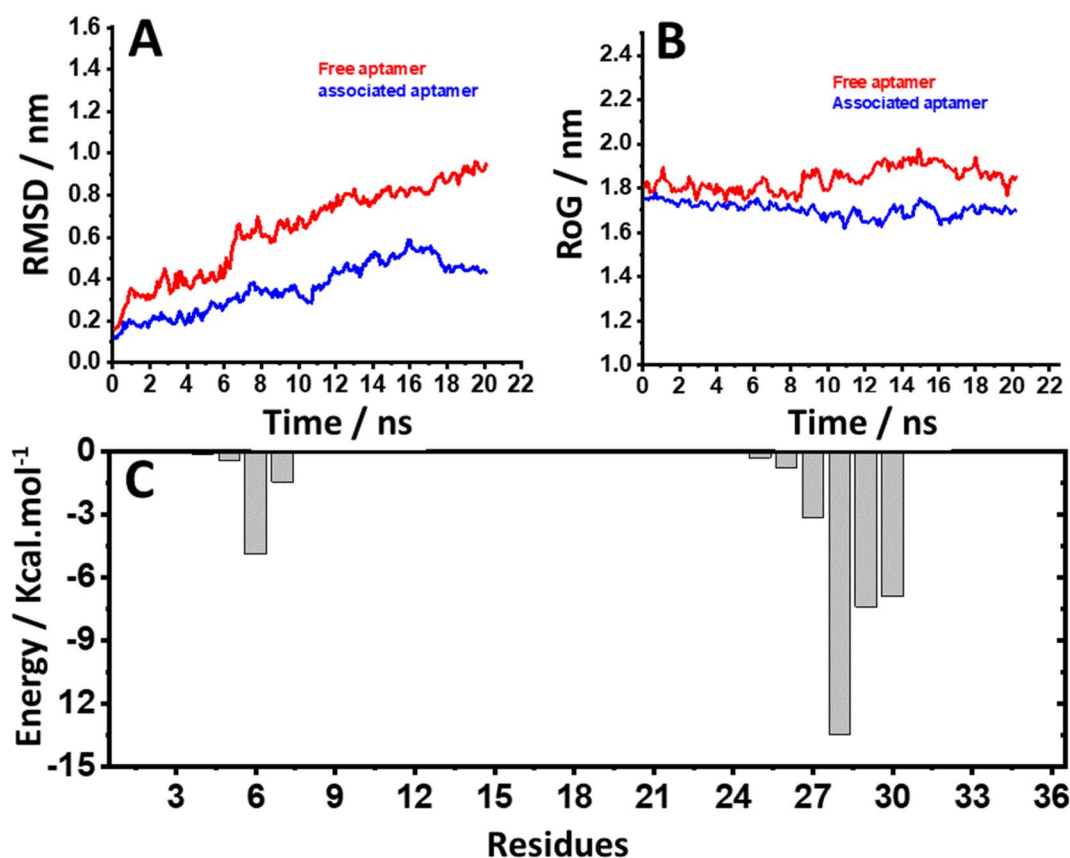 A
RMSD / nm
1.6
1.4
1.2
1.0
0.8
0.6
0.4
0.2
0.0
Free aptamer
associated aptamer
0 2 4 6 8 10 12 14 16 18 20 22
Time / ns
B
RoG / nm
2.4
2.2
2.0
1.8
1.6
1.4
1.2
1.0
Free aptamer
Associated aptamer
0 2 4 6 8 10 12 14 16 18 20 22
Time / ns
C
Energy / Kcal.mol-1
0
-3
-6
-9
12
-15
3 6 9 12 15 18 21 24 27 30 33 36
Residues